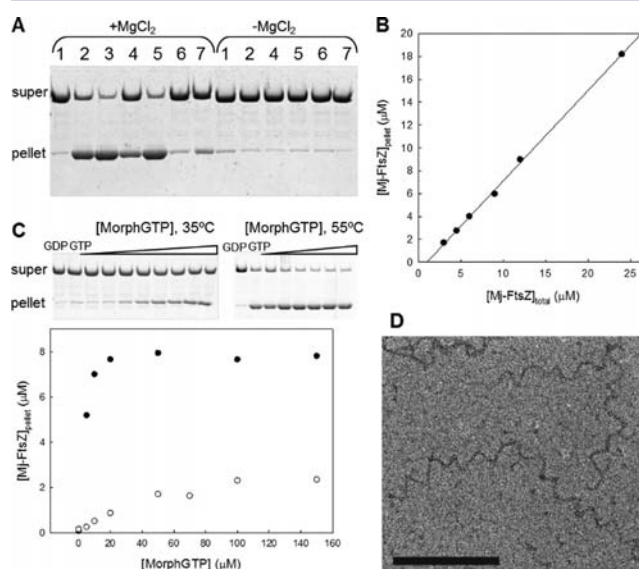 A
+MgCl₂ -MgCl₂
1 2 3 4 5 6 7 1 2 3 4 5 6 7
super
pellet
B
20
18
16
14
12
10
8
6
4
2
0
[Mj-FtsZ]pellet (μM)
0 5 10 15 20 25
[Mj-FtsZ]total (μM)
C
[MorphGTP], 35ºC [MorphGTP], 55ºC
GDP GTP GDP GTP
super
pellet
8
6
4
2
0
[Mj-FtsZ]pellet (μM)
0 20 40 60 80 100 120 140 160
[MorphGTP] (μM)
D